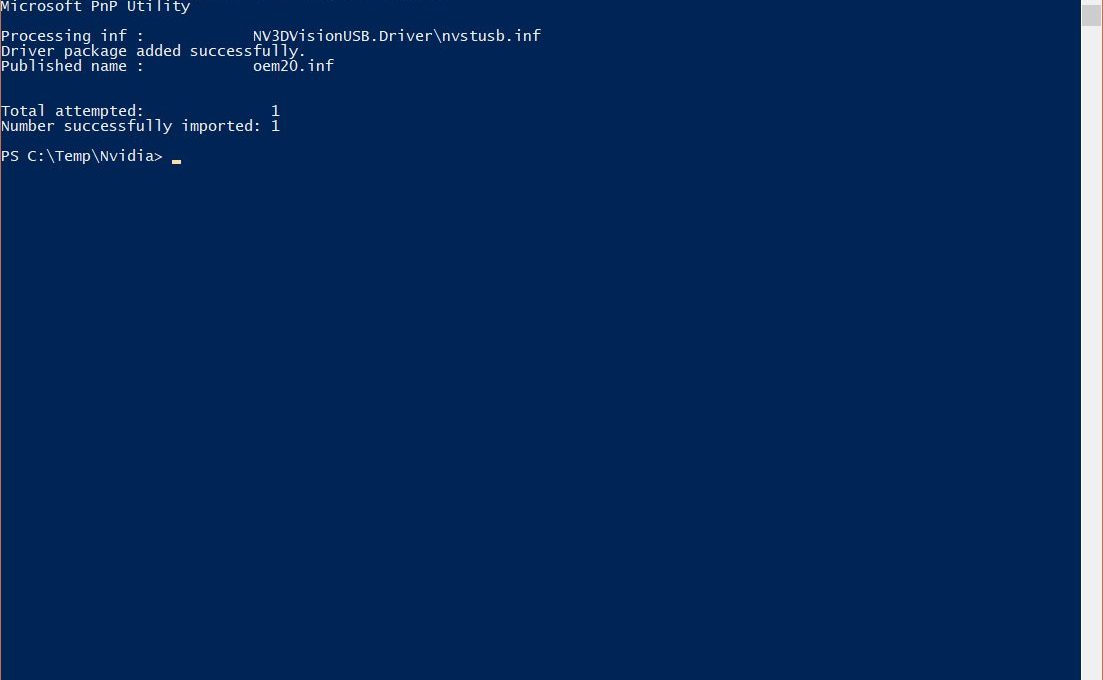 Microsoft PnP Utility
Processing inf :            NV3DVisionUSB.Driver\nvstusb.inf
Driver package added successfully.
Published name :            oem20.inf
Total attempted:              1
Number successfully imported: 1
PS C:\Temp\Nvidia> _